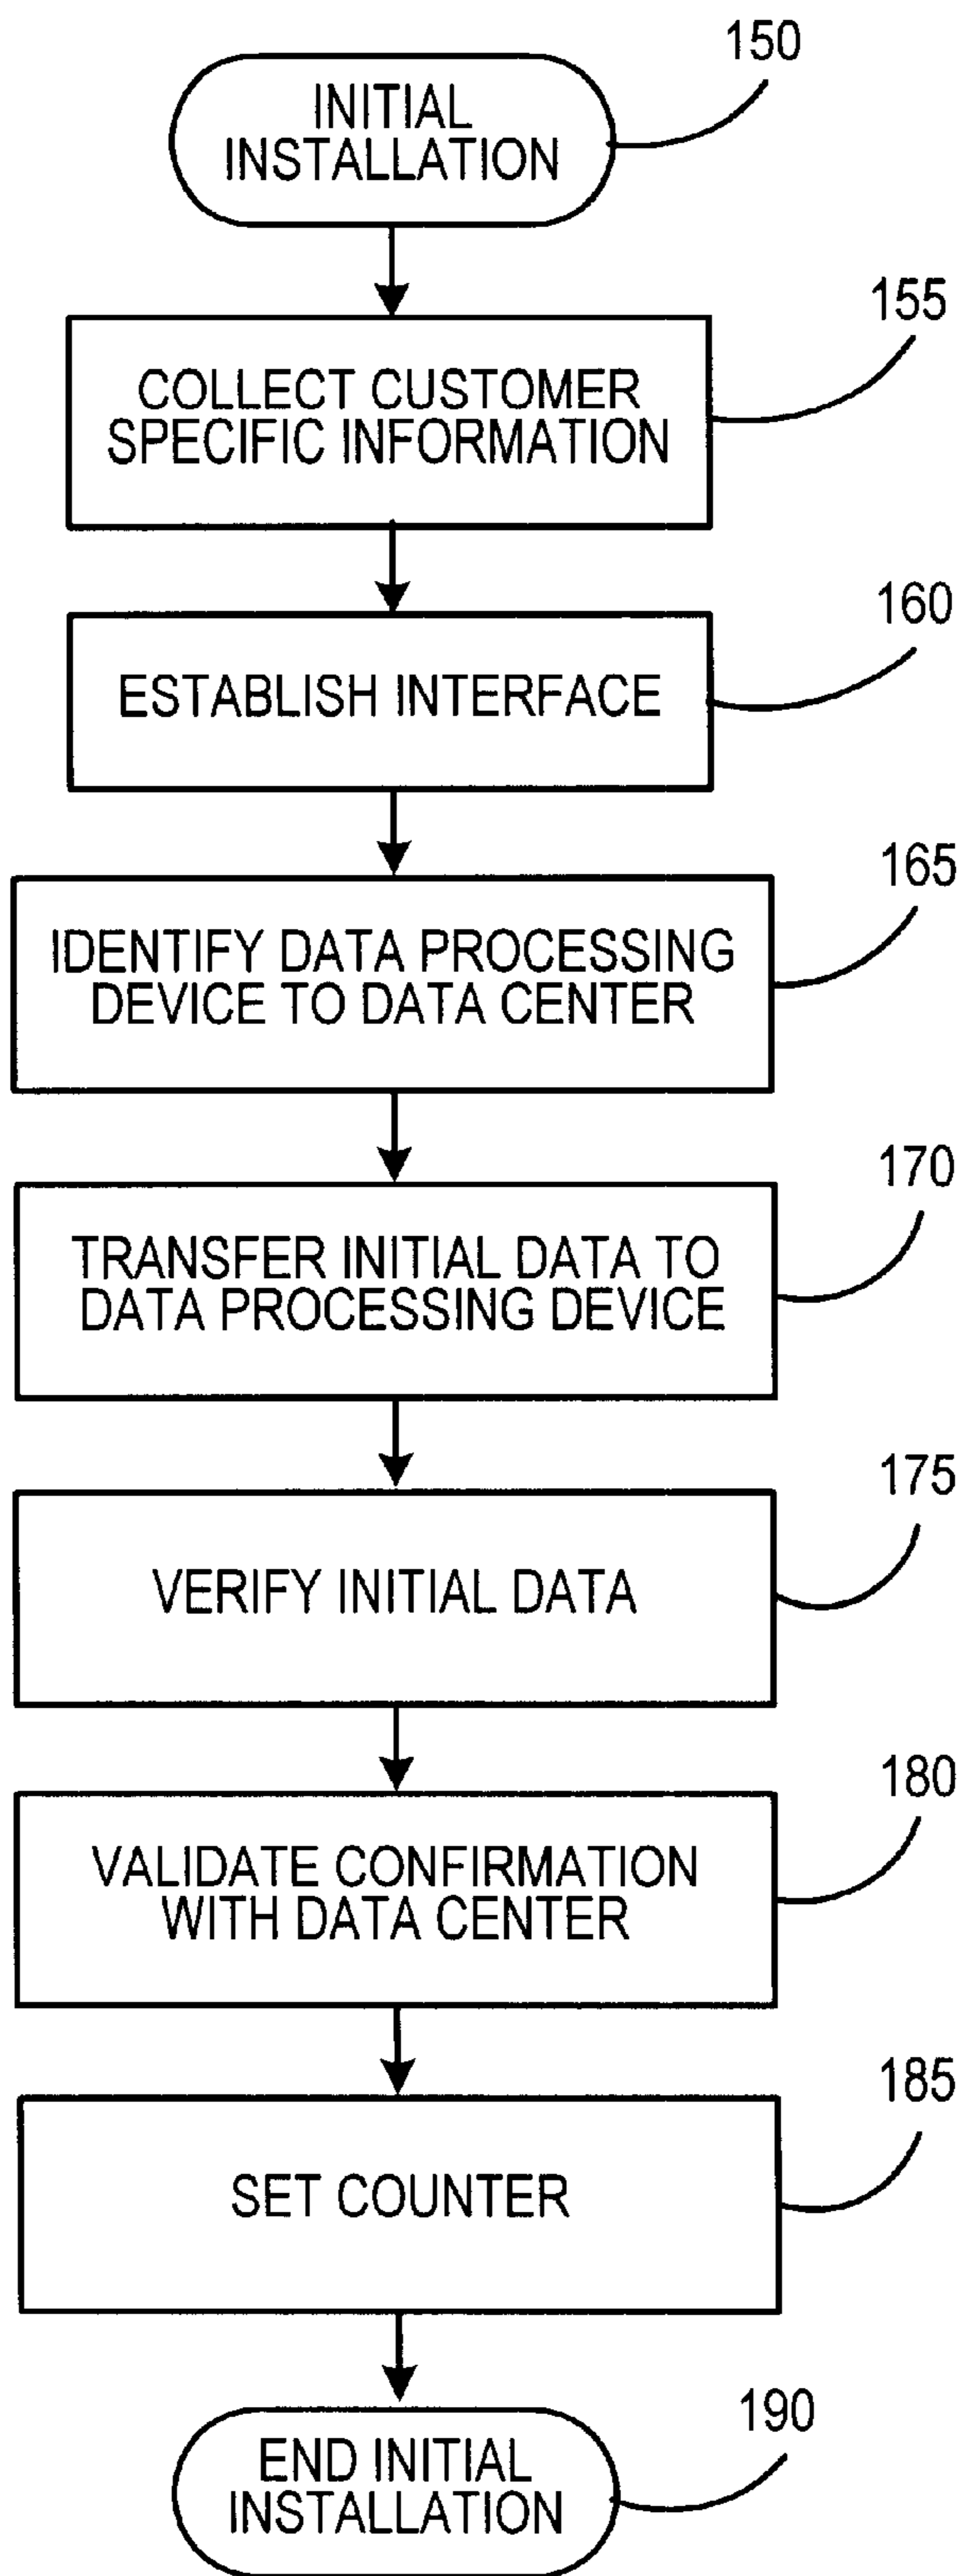 150
INITIAL
INSTALLATION
155
COLLECT CUSTOMER
SPECIFIC INFORMATION
160
ESTABLISH INTERFACE
165
IDENTIFY DATA PROCESSING
DEVICE TO DATA CENTER
170
TRANSFER INITIAL DATA TO
DATA PROCESSING DEVICE
175
VERIFY INITIAL DATA
180
VALIDATE CONFIRMATION
WITH DATA CENTER
185
SET COUNTER
190
END INITIAL
INSTALLATION